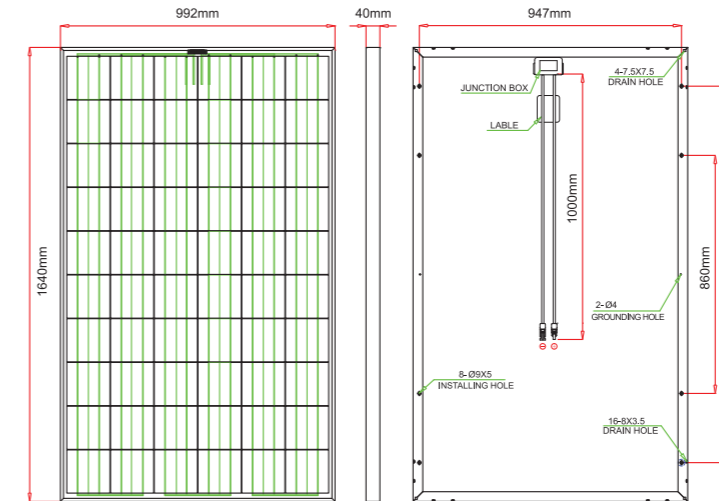 992mm
40mm
947mm
4-7.5X7.5
DRAIN HOLE
JUNCTION BOX
LABLE
1000mm
1640mm
860mm
2-Ø4
GROUNDING HOLE
8-Ø9X5
INSTALLING HOLE
16-8X3.5
DRAIN HOLE